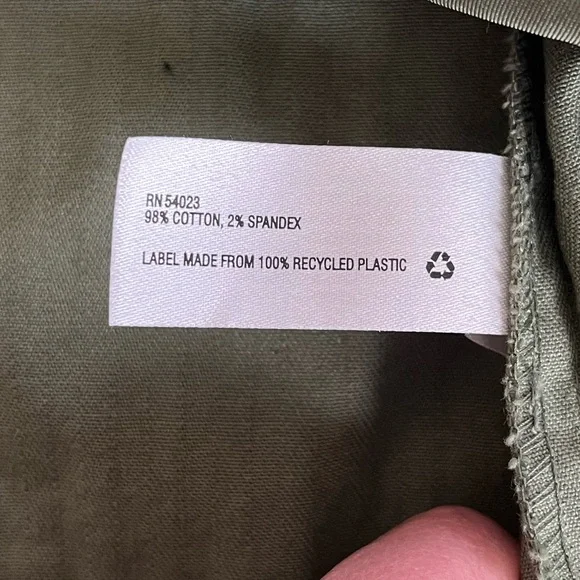 RN 54023
98% COTTON, 2% SPANDEX
LABEL MADE FROM 100% RECYCLED PLASTIC